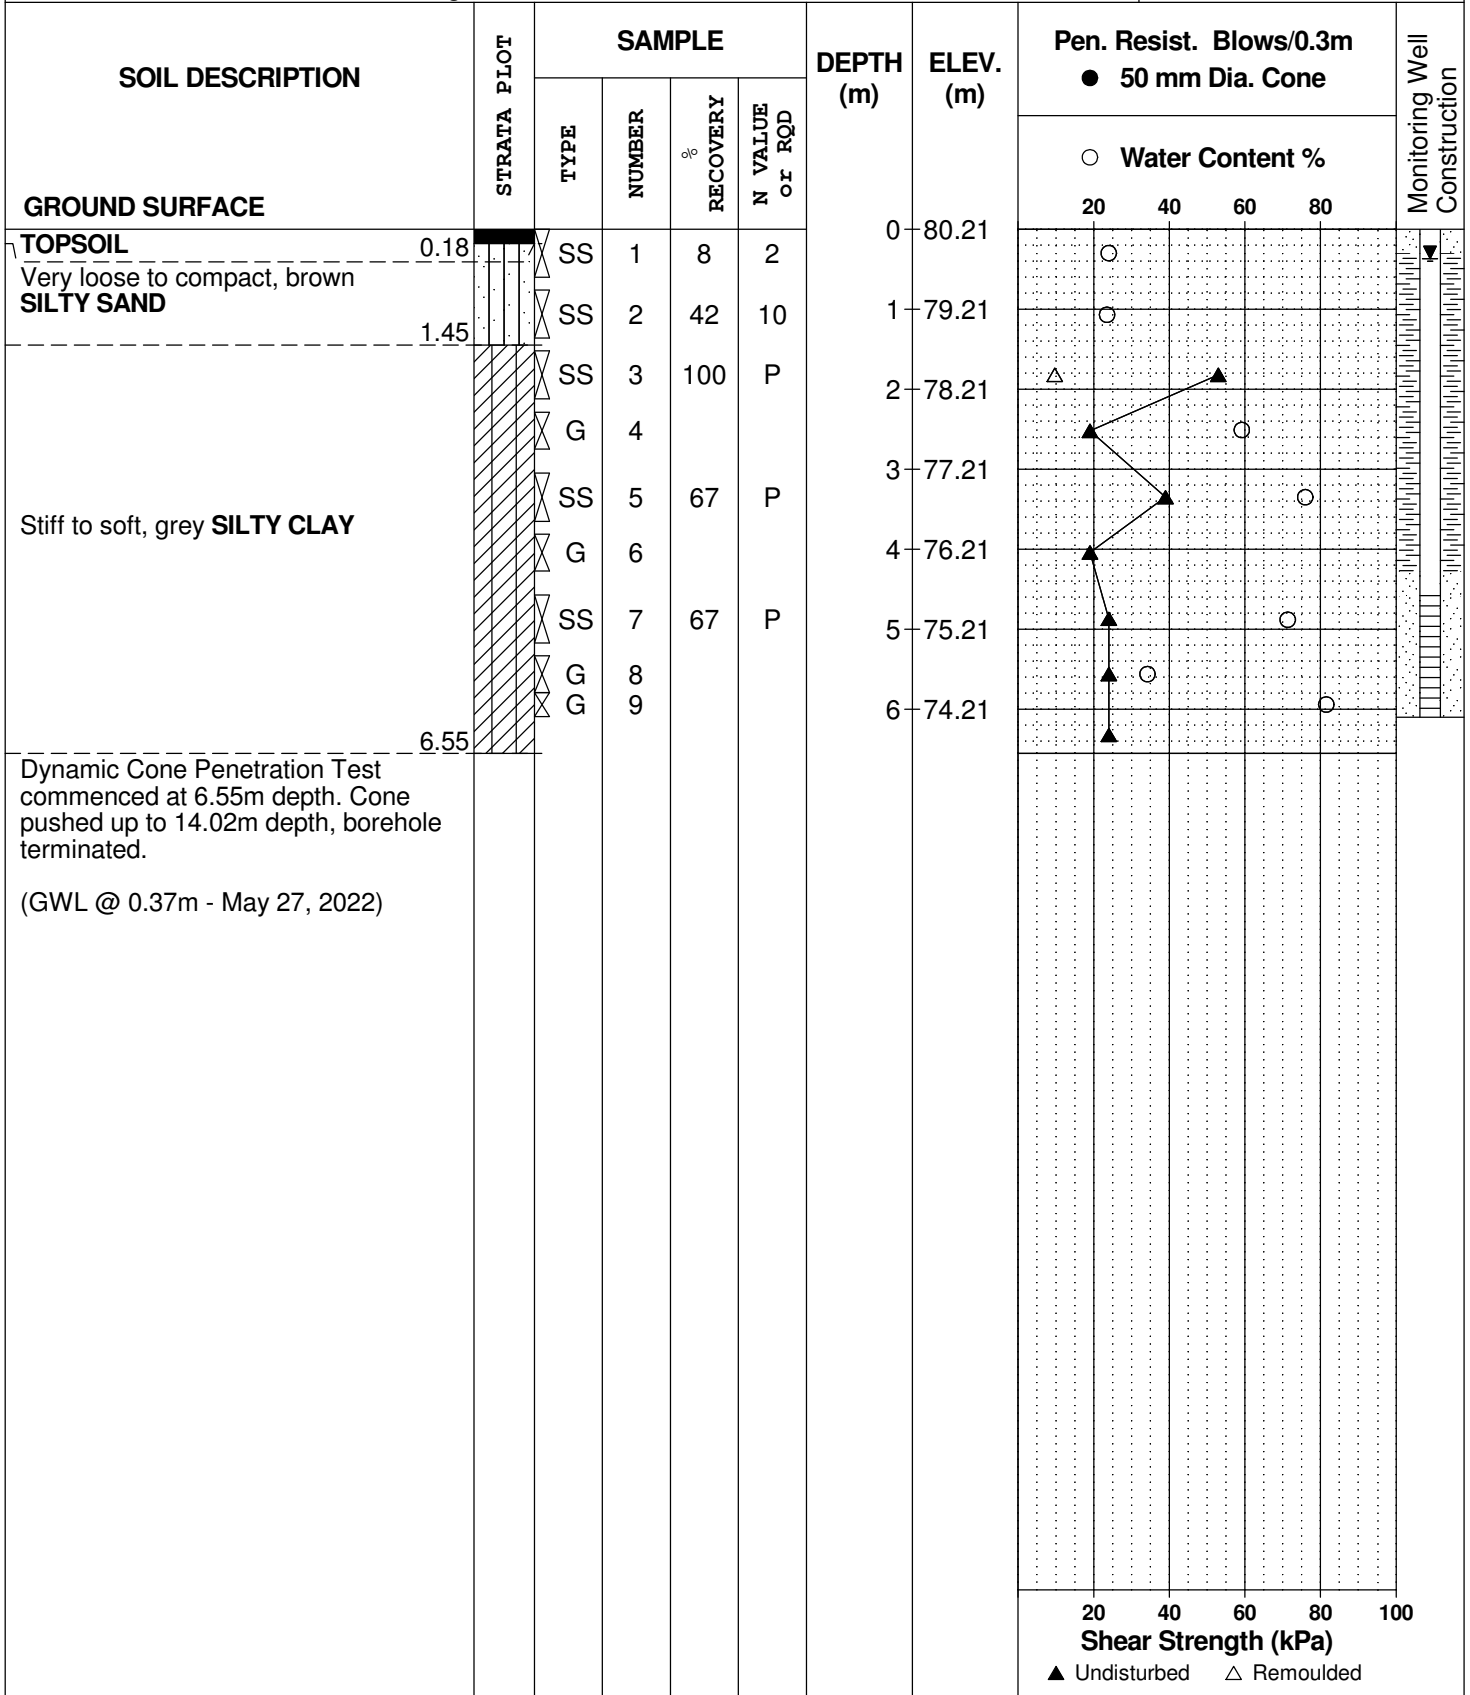 SOIL DESCRIPTION
GROUND SURFACE
STRATA PLOT
SAMPLE
TYPE
NUMBER
%
RECOVERY
N VALUE
or RQD
DEPTH
(m)
ELEV.
(m)
Pen. Resist. Blows/0.3m
● 50 mm Dia. Cone
○ Water Content %
20 40 60 80
Monitoring Well
Construction
0 80.21
TOPSOIL 0.18
SS 1 8 2
Very loose to compact, brown
SILTY SAND
SS 2 42 10
1 79.21
1.45
SS 3 100 P
2 78.21
G 4
3 77.21
SS 5 67 P
Stiff to soft, grey SILTY CLAY
G 6
4 76.21
SS 7 67 P
5 75.21
G 8
G 9
6 74.21
6.55
Dynamic Cone Penetration Test
commenced at 6.55m depth. Cone
pushed up to 14.02m depth, borehole
terminated.
(GWL @ 0.37m - May 27, 2022)
20 40 60 80 100
Shear Strength (kPa)
▲ Undisturbed △ Remoulded